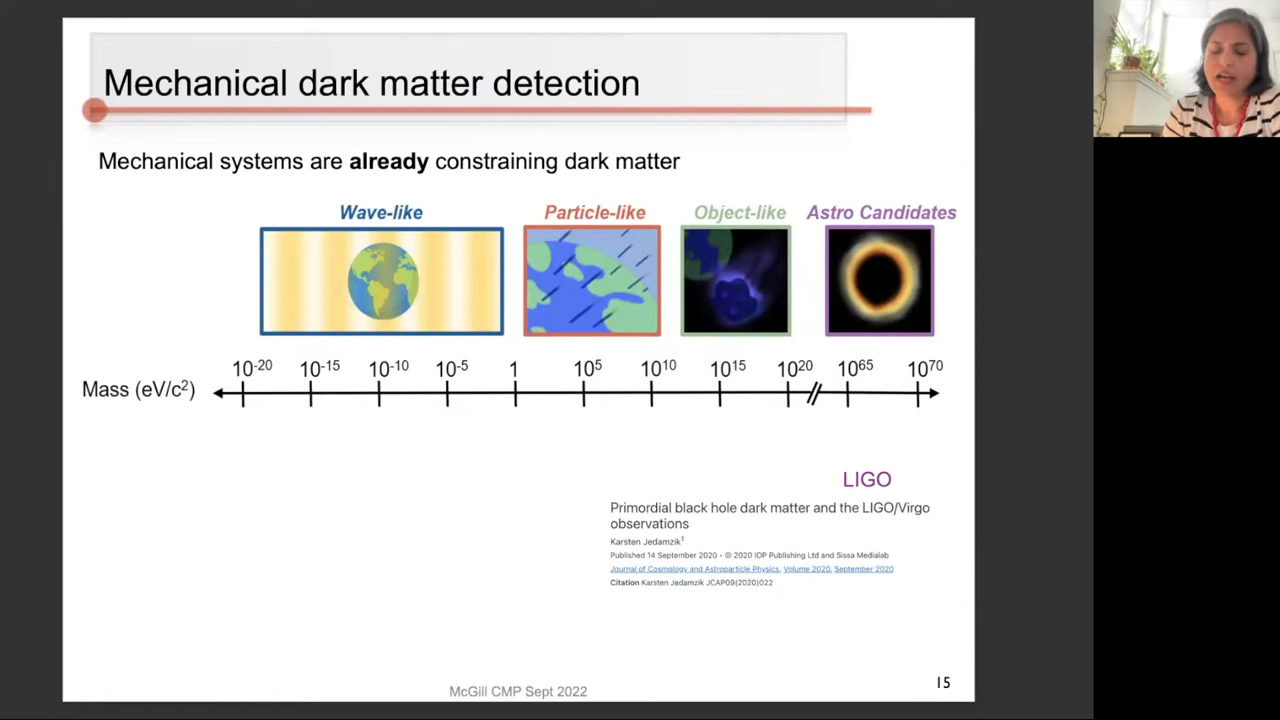 Mechanical dark matter detection
Mechanical systems are already constraining dark matter
Wave-like Particle-like Object-like Astro Candidates
10-20 10-15 10-10 10-5 1 105 1010 1015 1020 1065 1070
Mass (eV/c2)
LIGO
Primordial black hole dark matter and the LIGO/Virgo
observations
Karsten Jedamzik1
Published 14 September 2020 • © 2020 IOP Publishing Ltd and Sissa Medialab
Journal of Cosmology and Astroparticle Physics, Volume 2020, September 2020
Citation Karsten Jedamzik JCAP09(2020)022
McGill CMP Sept 2022
15